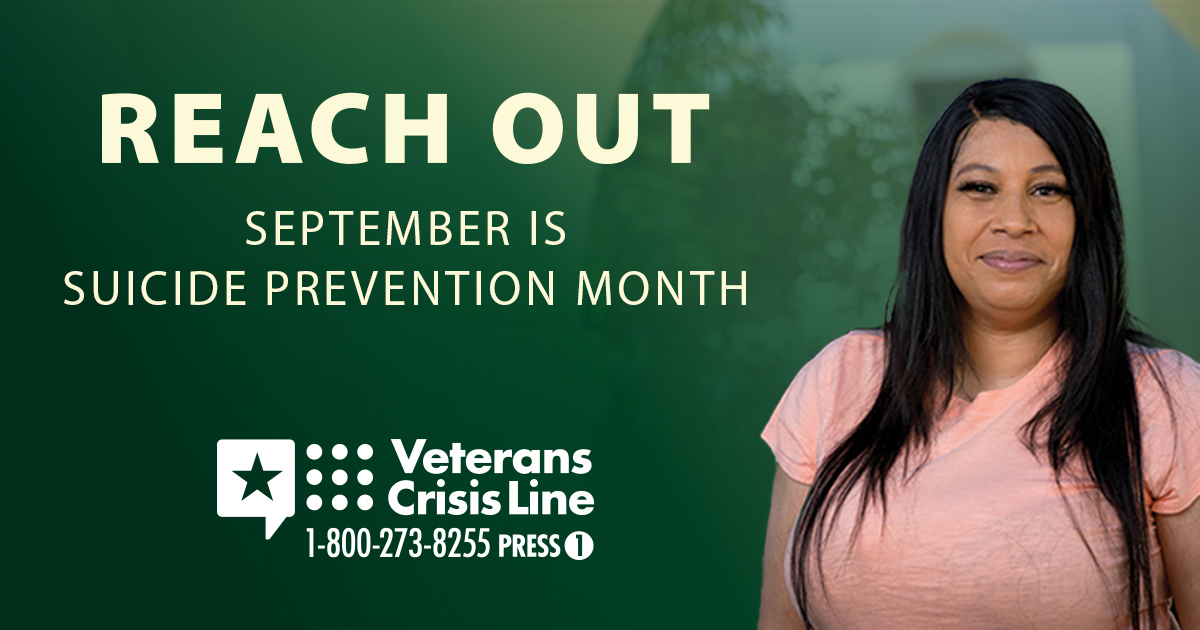 REACH OUT
SEPTEMBER IS
SUICIDE PREVENTION MONTH
Veterans
Crisis Line
1-800-273-8255 PRESS 1